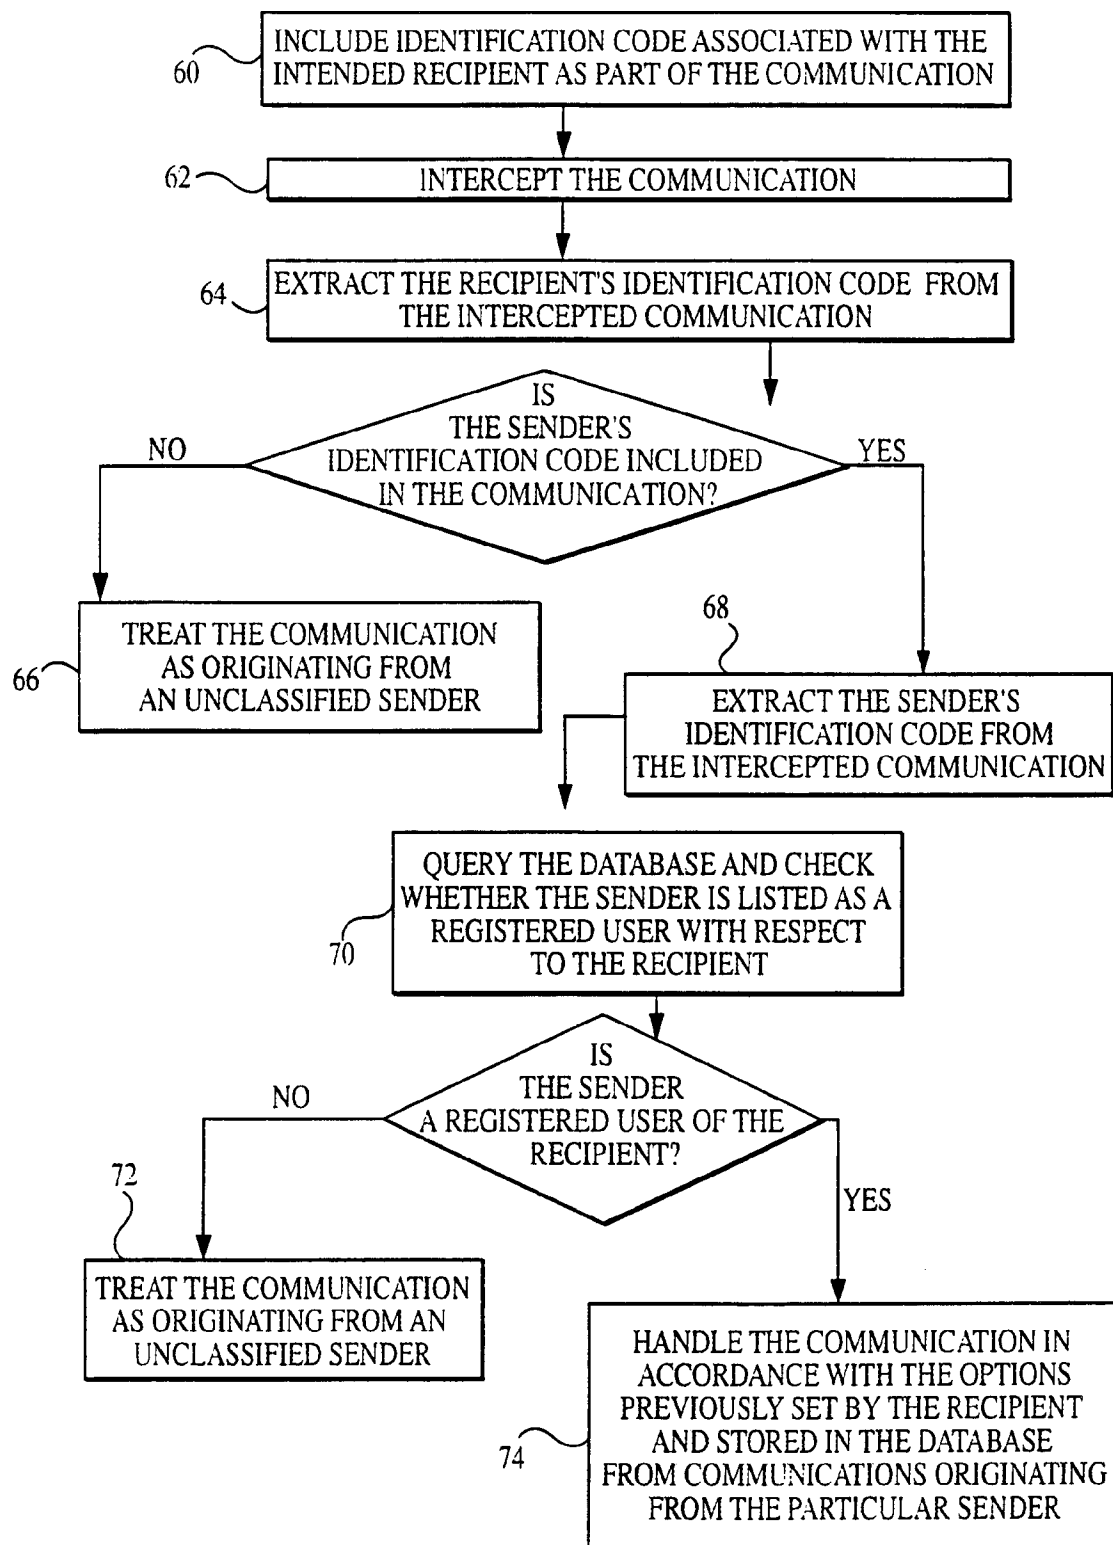 INCLUDE IDENTIFICATION CODE ASSOCIATED WITH THE
INTENDED RECIPIENT AS PART OF THE COMMUNICATION
60
INTERCEPT THE COMMUNICATION
62
EXTRACT THE RECIPIENT'S IDENTIFICATION CODE FROM
THE INTERCEPTED COMMUNICATION
64
IS
THE SENDER'S
IDENTIFICATION CODE INCLUDED
IN THE COMMUNICATION?
NO
YES
TREAT THE COMMUNICATION
AS ORIGINATING FROM
AN UNCLASSIFIED SENDER
66
68
EXTRACT THE SENDER'S
IDENTIFICATION CODE FROM
THE INTERCEPTED COMMUNICATION
QUERY THE DATABASE AND CHECK
WHETHER THE SENDER IS LISTED AS A
REGISTERED USER WITH RESPECT
TO THE RECIPIENT
70
IS
THE SENDER
A REGISTERED USER OF THE
RECIPIENT?
NO
YES
72
TREAT THE COMMUNICATION
AS ORIGINATING FROM AN
UNCLASSIFIED SENDER
HANDLE THE COMMUNICATION IN
ACCORDANCE WITH THE OPTIONS
PREVIOUSLY SET BY THE RECIPIENT
AND STORED IN THE DATABASE
FROM COMMUNICATIONS ORIGINATING
FROM THE PARTICULAR SENDER
74